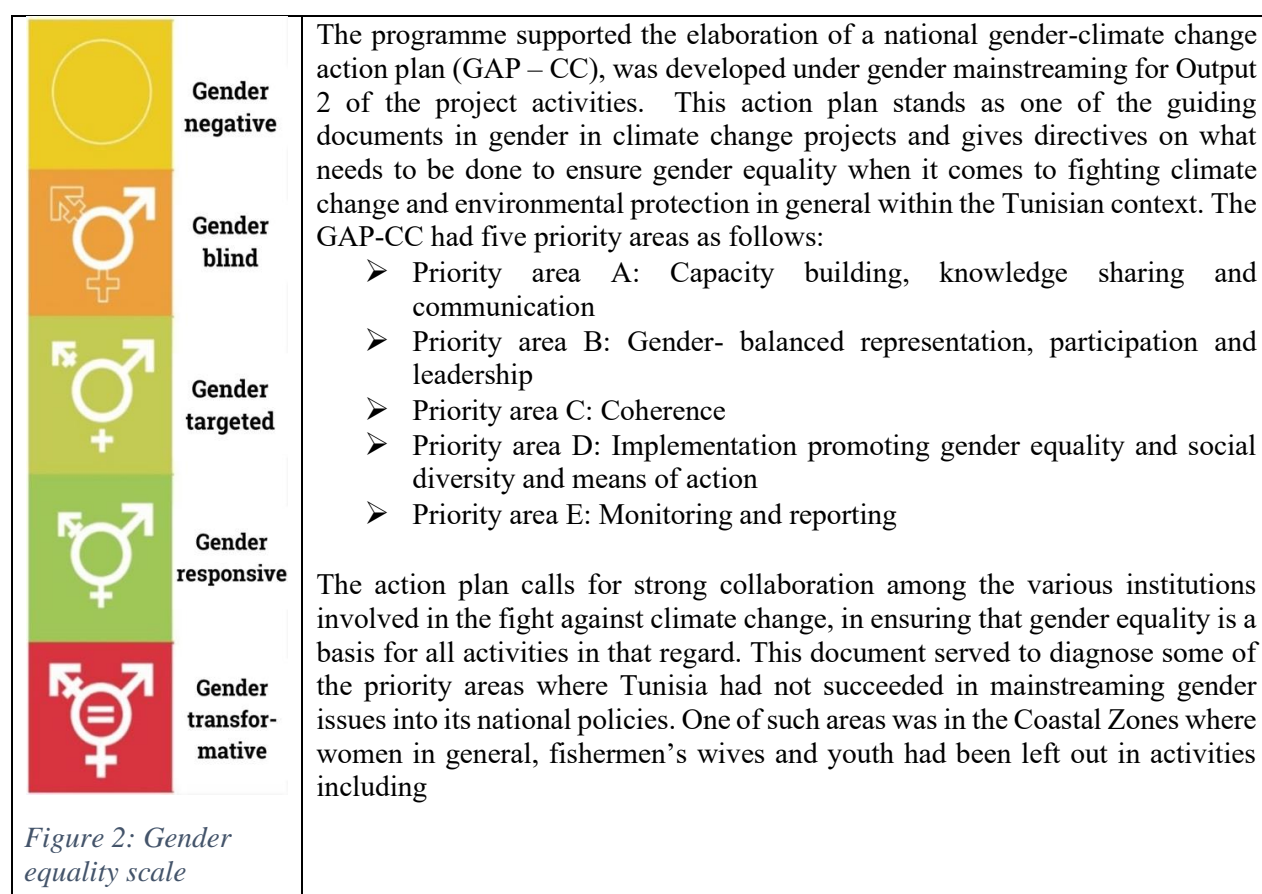 Gender
negative
Gender
blind
Gender
targeted
Gender
responsive
Gender
transfor-
mative
Figure 2: Gender
equality scale
The programme supported the elaboration of a national gender-climate change
action plan (GAP – CC), was developed under gender mainstreaming for Output
2 of the project activities. This action plan stands as one of the guiding
documents in gender in climate change projects and gives directives on what
needs to be done to ensure gender equality when it comes to fighting climate
change and environmental protection in general within the Tunisian context. The
GAP-CC had five priority areas as follows:
➢ Priority area A: Capacity building, knowledge sharing and
communication
➢ Priority area B: Gender- balanced representation, participation and
leadership
➢ Priority area C: Coherence
➢ Priority area D: Implementation promoting gender equality and social
diversity and means of action
➢ Priority area E: Monitoring and reporting
The action plan calls for strong collaboration among the various institutions
involved in the fight against climate change, in ensuring that gender equality is a
basis for all activities in that regard. This document served to diagnose some of
the priority areas where Tunisia had not succeeded in mainstreaming gender
issues into its national policies. One of such areas was in the Coastal Zones where
women in general, fishermen’s wives and youth had been left out in activities
including